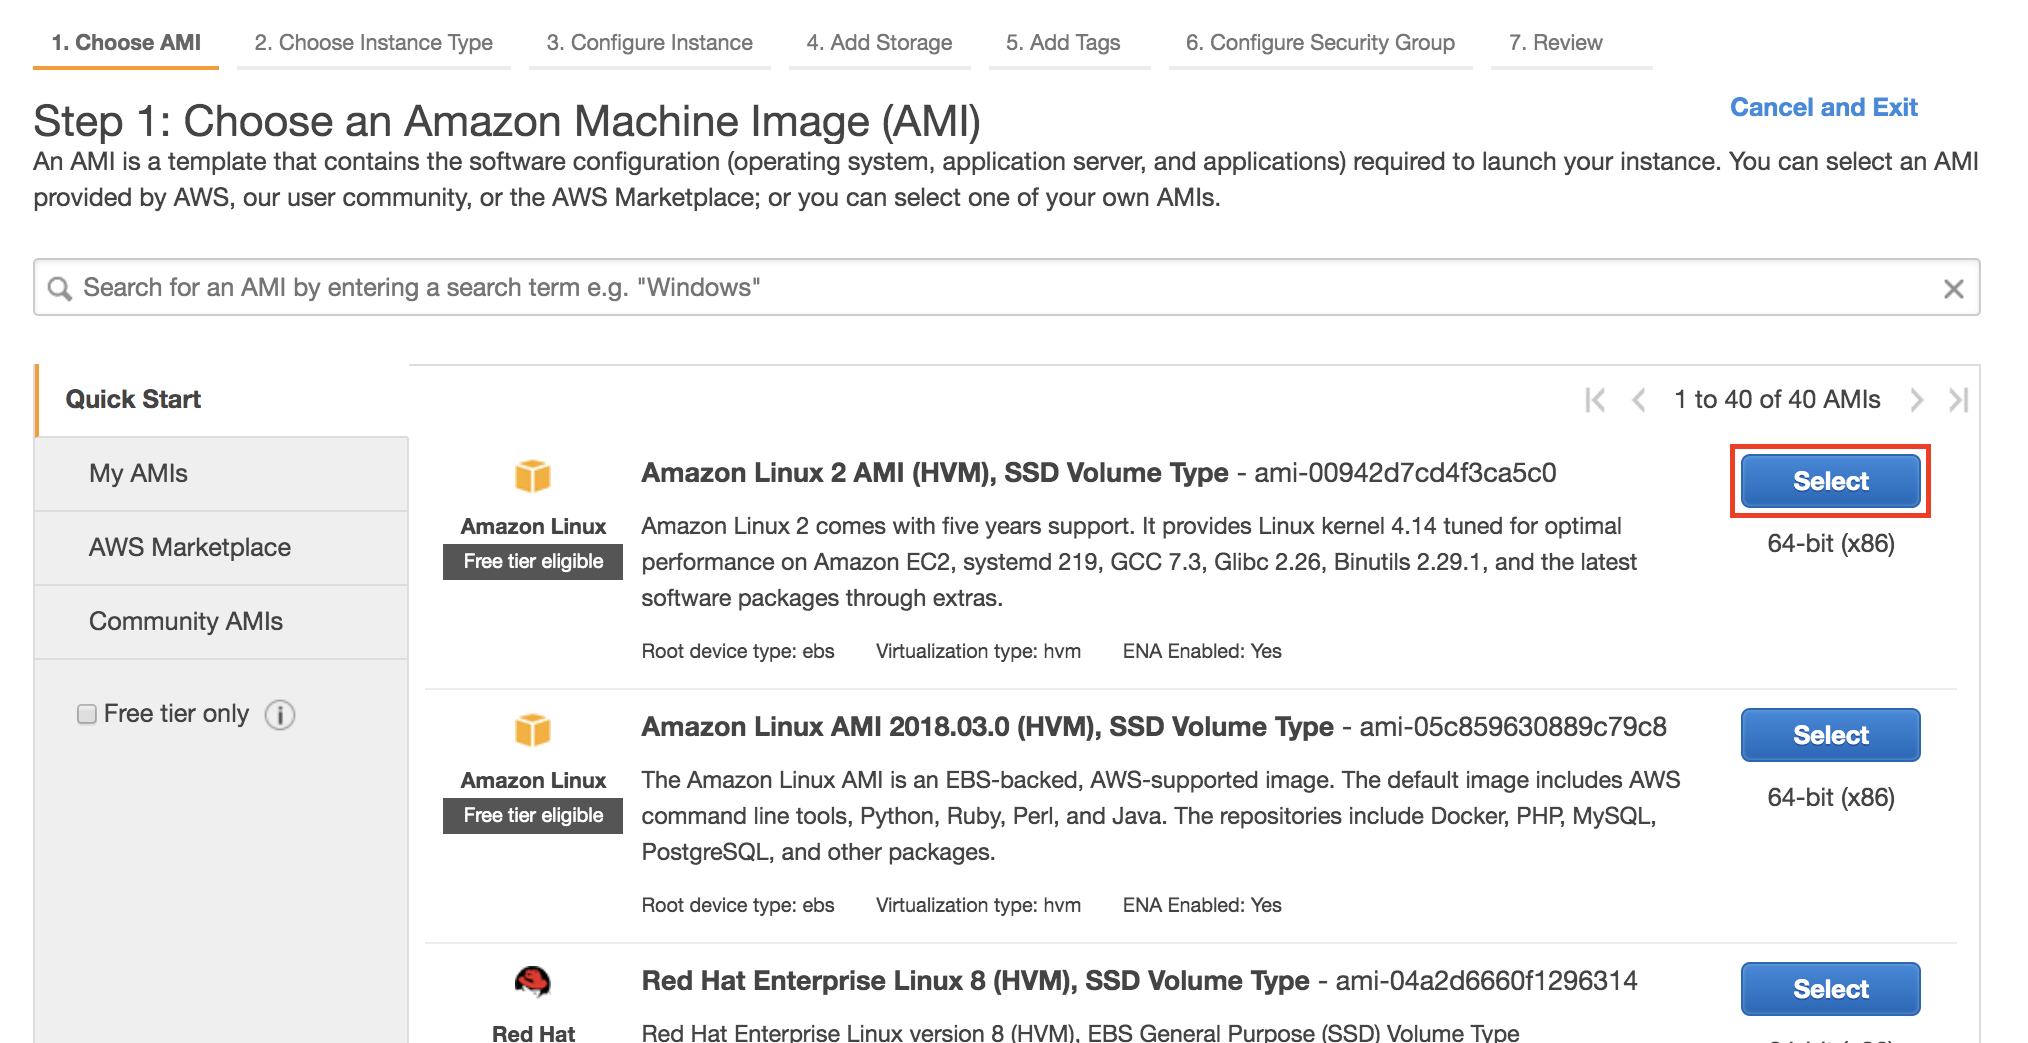 1. Choose AMI 2. Choose Instance Type 3. Configure Instance 4. Add Storage 5. Add Tags 6. Configure Security Group 7. Review
Step 1: Choose an Amazon Machine Image (AMI)
Cancel and Exit
An AMI is a template that contains the software configuration (operating system, application server, and applications) required to launch your instance. You can select an AMI
provided by AWS, our user community, or the AWS Marketplace; or you can select one of your own AMIs.
Search for an AMI by entering a search term e.g. "Windows"
Quick Start
My AMIs
AWS Marketplace
Community AMIs
Free tier only
1 to 40 of 40 AMIs
Amazon Linux
Free tier eligible
Amazon Linux 2 AMI (HVM), SSD Volume Type - ami-00942d7cd4f3ca5c0
Amazon Linux 2 comes with five years support. It provides Linux kernel 4.14 tuned for optimal
performance on Amazon EC2, systemd 219, GCC 7.3, Glibc 2.26, Binutils 2.29.1, and the latest
software packages through extras.
Root device type: ebs Virtualization type: hvm ENA Enabled: Yes
Select
64-bit (x86)
Amazon Linux
Free tier eligible
Amazon Linux AMI 2018.03.0 (HVM), SSD Volume Type - ami-05c859630889c79c8
The Amazon Linux AMI is an EBS-backed, AWS-supported image. The default image includes AWS
command line tools, Python, Ruby, Perl, and Java. The repositories include Docker, PHP, MySQL,
PostgreSQL, and other packages.
Root device type: ebs Virtualization type: hvm ENA Enabled: Yes
Select
64-bit (x86)
Red Hat
Red Hat Enterprise Linux 8 (HVM), SSD Volume Type - ami-04a2d6660f1296314
Red Hat Enterprise Linux version 8 (HVM), EBS General Purpose (SSD) Volume Type
Select